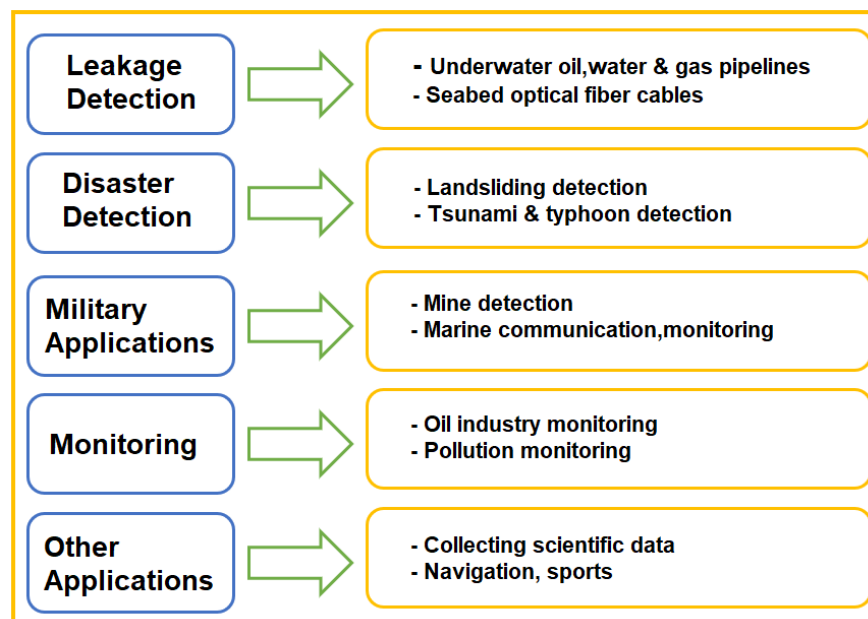 Leakage
Detection
- Underwater oil,water & gas pipelines
- Seabed optical fiber cables
Disaster
Detection
- Landsliding detection
- Tsunami & typhoon detection
Military
Applications
- Mine detection
- Marine communication,monitoring
Monitoring
- Oil industry monitoring
- Pollution monitoring
Other
Applications
- Collecting scientific data
- Navigation, sports